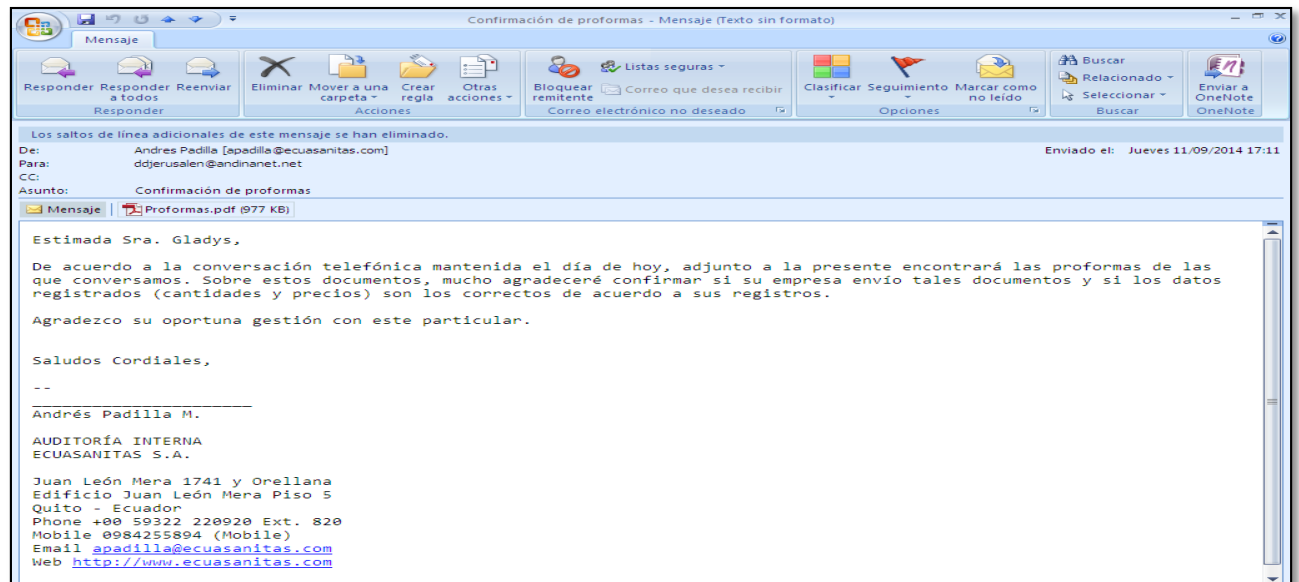 Confirmación de proformas - Mensaje (Texto sin formato)
Mensaje
Responder Responder a todos Reenviar
Eliminar Mover a una carpeta Crear regla Otras acciones
Bloquear remitente Listas seguras Correo que desea recibir
Clasificar Seguimiento Marcar como no leído
Buscar Relacionado Seleccionar
Enviar a OneNote
Responder Acciones Correo electrónico no deseado Opciones Buscar OneNote
Los saltos de línea adicionales de este mensaje se han eliminado.
De: Andres Padilla [apadilla@ecuasanitas.com] Enviado el: Jueves 11/09/2014 17:11
Para: ddjerusalen@andinanet.net
CC:
Asunto: Confirmación de proformas
Mensaje Proformas.pdf (977 KB)
Estimada Sra. Gladys,
De acuerdo a la conversación telefónica mantenida el día de hoy, adjunto a la presente encontrará las proformas de las
que conversamos. Sobre estos documentos, mucho agradeceré confirmar si su empresa envío tales documentos y si los datos
registrados (cantidades y precios) son los correctos de acuerdo a sus registros.
Agradezco su oportuna gestión con este particular.
Saludos Cordiales,
--
______________________
Andrés Padilla M.
AUDITORÍA INTERNA
ECUASANITAS S.A.
Juan León Mera 1741 y Orellana
Edificio Juan León Mera Piso 5
Quito - Ecuador
Phone +00 59322 220920 Ext. 820
Mobile 0984255894 (Mobile)
Email apadilla@ecuasanitas.com
Web http://www.ecuasanitas.com